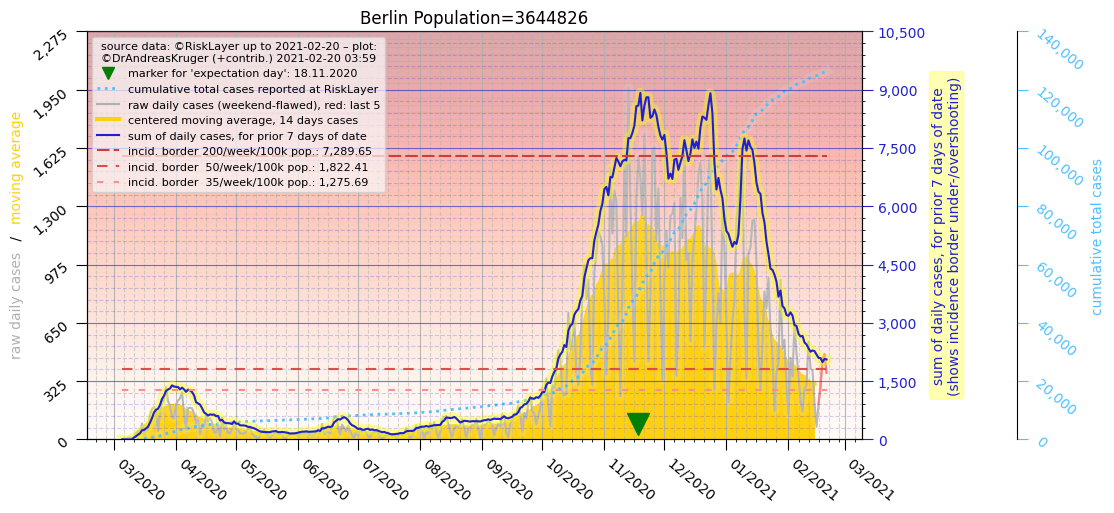 Berlin Population=3644826
source data: ©RiskLayer up to 2021-02-20 – plot:
©DrAndreasKruger (+contrib.) 2021-02-20 03:59
marker for 'expectation day': 18.11.2020
cumulative total cases reported at RiskLayer
raw daily cases (weekend-flawed), red: last 5
centered moving average, 14 days cases
sum of daily cases, for prior 7 days of date
incid. border 200/week/100k pop.: 7,289.65
incid. border  50/week/100k pop.: 1,822.41
incid. border  35/week/100k pop.: 1,275.69
raw daily cases / moving average
2,275
1,950
1,625
1,300
975
650
325
0
03/2020
04/2020
05/2020
06/2020
07/2020
08/2020
09/2020
10/2020
11/2020
12/2020
01/2021
02/2021
03/2021
10,500
9,000
7,500
6,000
4,500
3,000
1,500
0
sum of daily cases, for prior 7 days of date
(shows incidence border under-/overshooting)
140,000
120,000
100,000
80,000
60,000
40,000
20,000
0
cumulative total cases